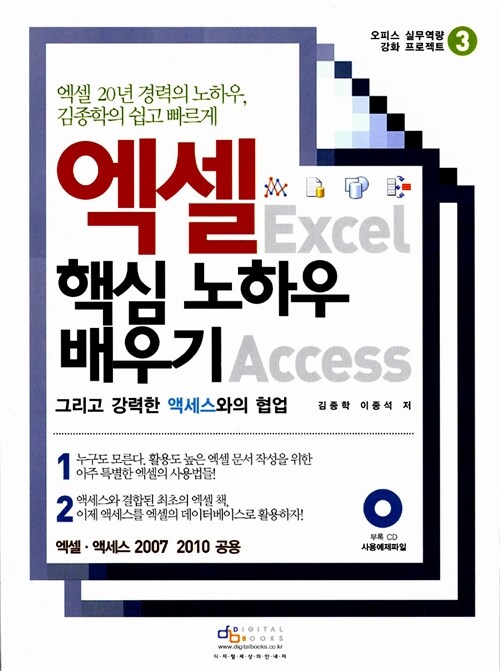 오피스 실무역량
강화 프로젝트 3
엑셀 20년 경력의 노하우,
김종학의 쉽고 빠르게
엑셀 Excel
핵심 노하우
배우기 Access
그리고 강력한 액세스와의 협업
김종학 이종석 저
1 누구도 모른다. 활용도 높은 엑셀 문서 작성을 위한
아주 특별한 엑셀의 사용법들!
2 액세스와 결합된 최초의 엑셀 책,
이제 액세스를 엑셀의 데이터베이스로 활용하자!
부록 CD
사용예제파일
엑셀 · 액세스 2007 2010 공용
db DIGITAL
BOOKS
www.digitalbooks.co.kr
디지털세상의안내자